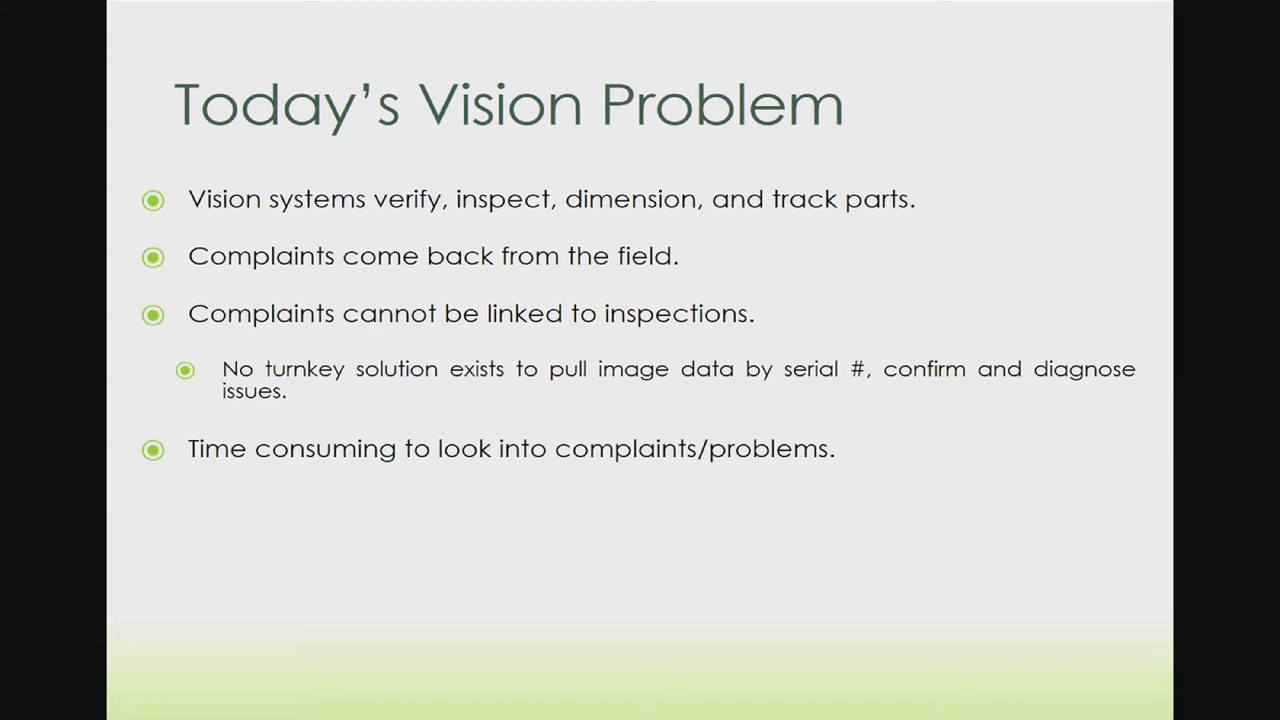 Today’s Vision Problem
Vision systems verify, inspect, dimension, and track parts.
Complaints come back from the field.
Complaints cannot be linked to inspections.
No turnkey solution exists to pull image data by serial #, confirm and diagnose
issues.
Time consuming to look into complaints/problems.